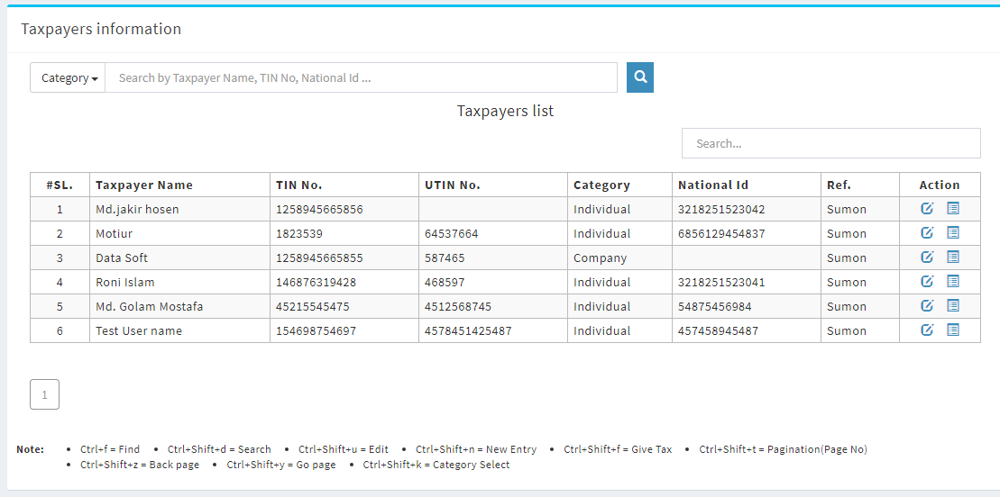 Taxpayers information
Category Search by Taxpayer Name, TIN No, National Id ...
Taxpayers list
Search...
#SL. Taxpayer Name TIN No. UTIN No. Category National Id Ref. Action
1 Md.jakir hosen 1258945665856 Individual 3218251523042 Sumon
2 Motiur 1823539 64537664 Individual 6856129454837 Sumon
3 Data Soft 1258945665855 587465 Company Sumon
4 Roni Islam 146876319428 468597 Individual 3218251523041 Sumon
5 Md. Golam Mostafa 45215545475 4512568745 Individual 54875456984 Sumon
6 Test User name 154698754697 4578451425487 Individual 457458945487 Sumon
1
Note: • Ctrl+f = Find • Ctrl+Shift+d = Search • Ctrl+Shift+u = Edit • Ctrl+Shift+n = New Entry • Ctrl+Shift+f = Give Tax • Ctrl+Shift+t = Pagination(Page No)
• Ctrl+Shift+z = Back page • Ctrl+Shift+y = Go page • Ctrl+Shift+k = Category Select